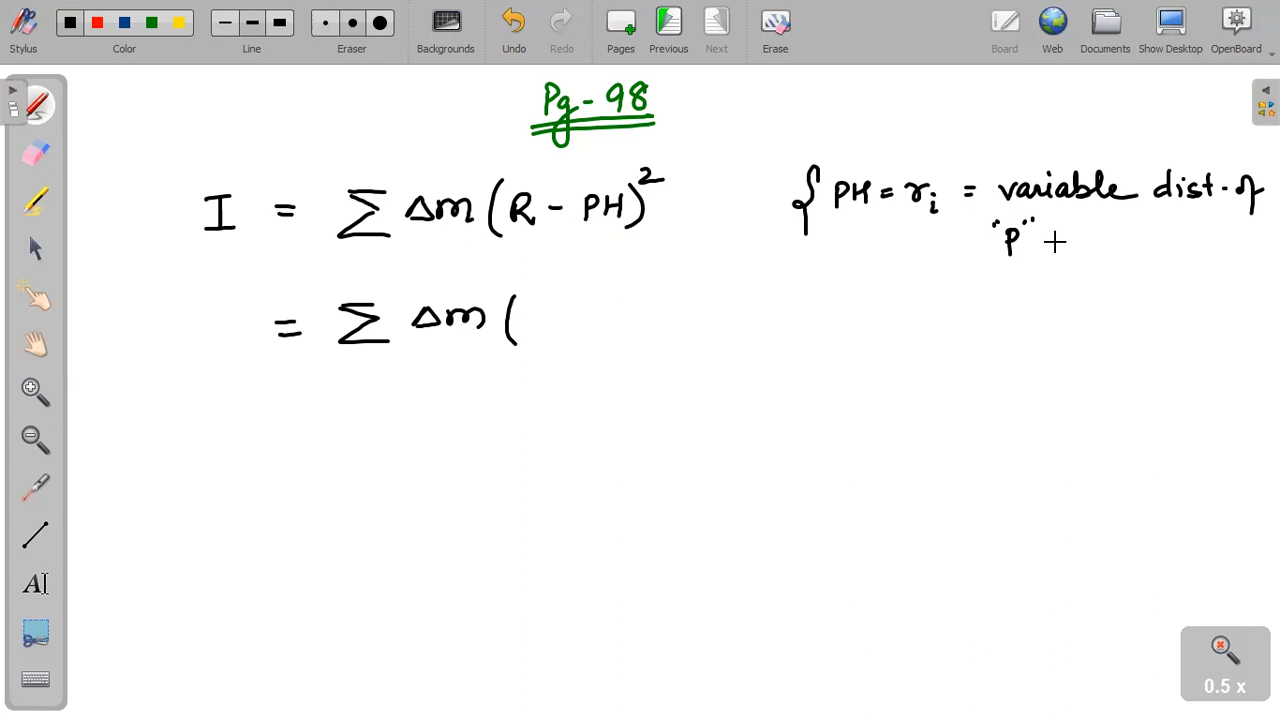 Stylus
Color
Line
Eraser
Backgrounds
Undo
Redo
Pages
Previous
Next
Erase
Board
Web
Documents
Show Desktop
OpenBoard
Pg - 98
I = ∑ Δm (R - PH)²
{ PH = rᵢ = variable dist. of
"P"
= ∑ Δm (
0.5 x